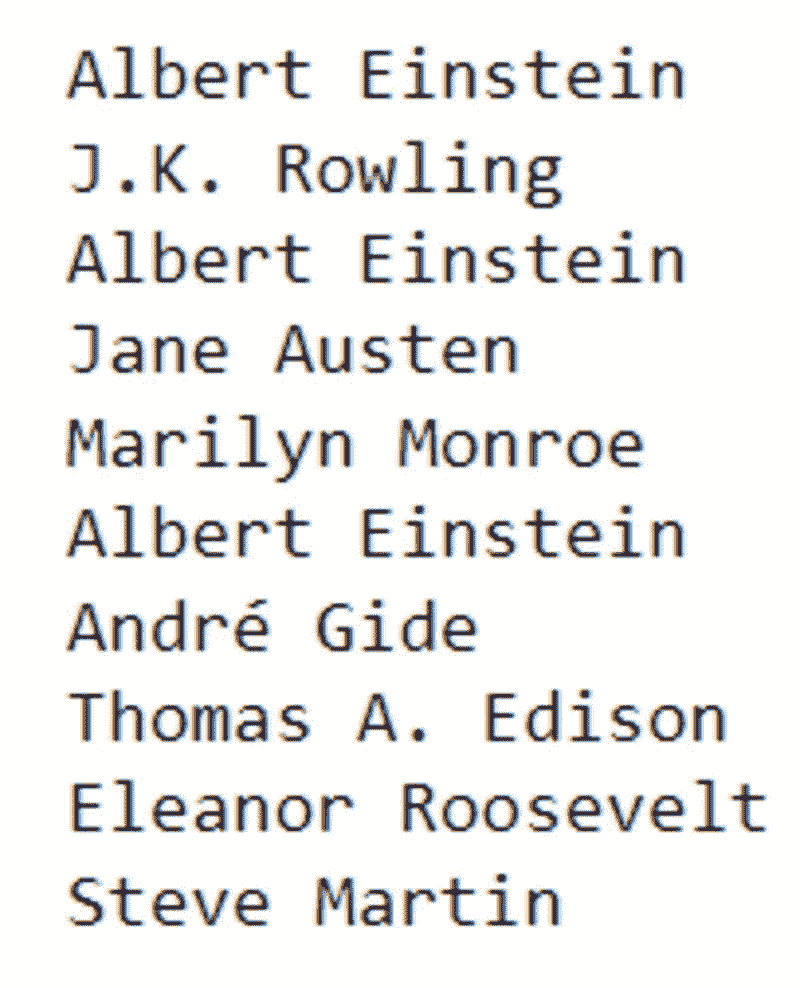 Albert Einstein
J.K. Rowling
Albert Einstein
Jane Austen
Marilyn Monroe
Albert Einstein
André Gide
Thomas A. Edison
Eleanor Roosevelt
Steve Martin